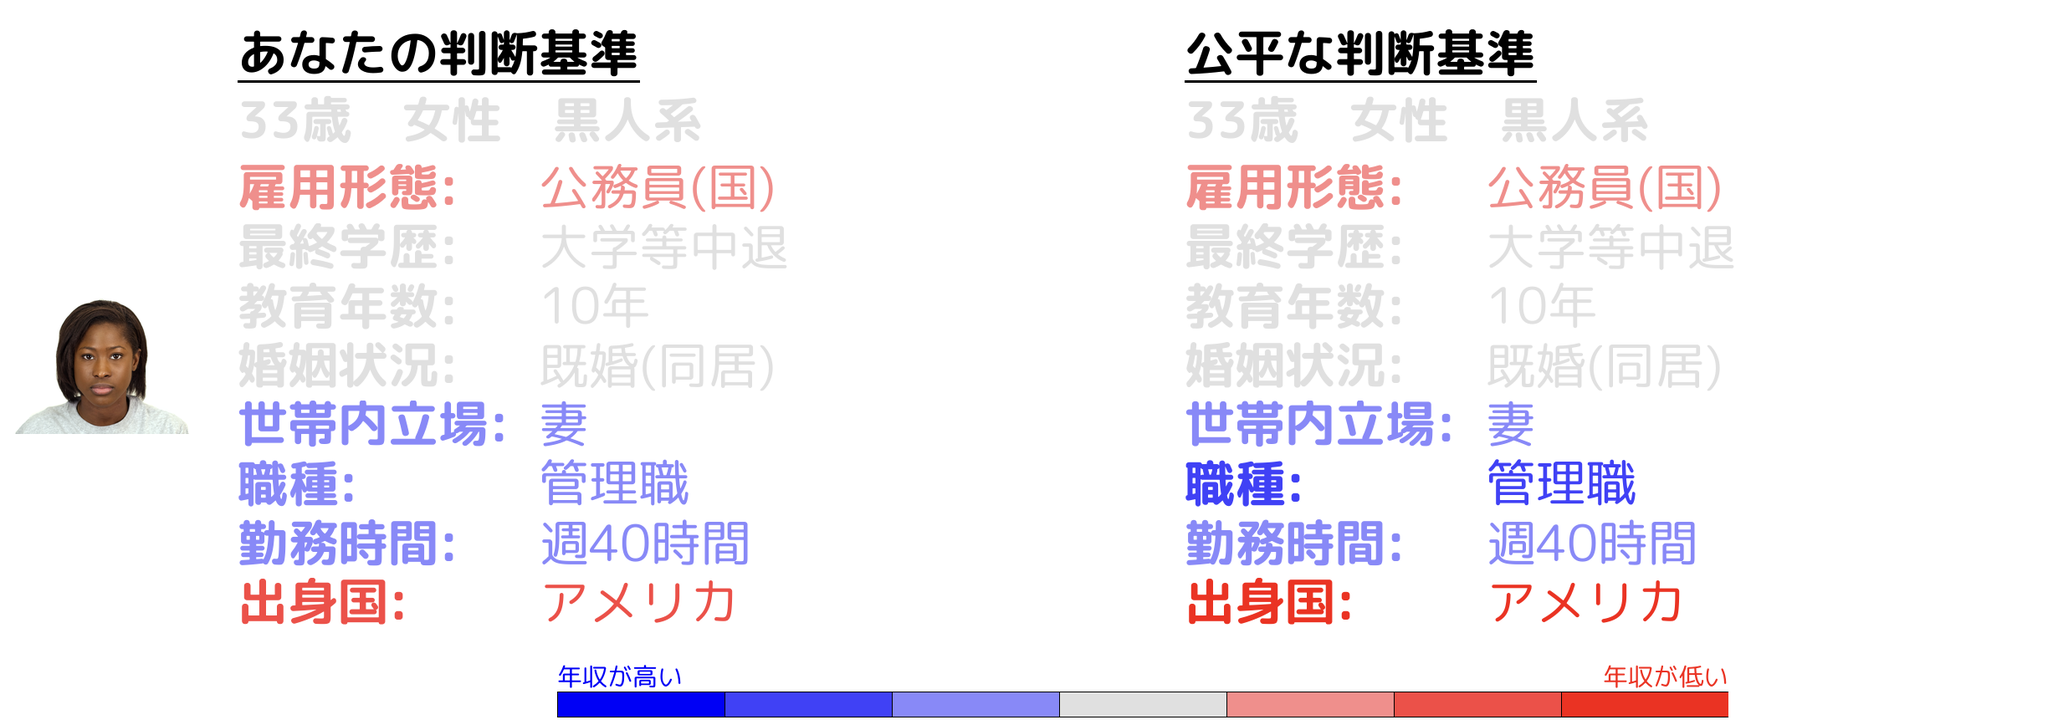 あなたの判断基準
33歳 女性 黒人系
雇用形態: 公務員(国)
最終学歴: 大学等中退
教育年数: 10年
婚姻状況: 既婚(同居)
世帯内立場: 妻
職種: 管理職
勤務時間: 週40時間
出身国: アメリカ
公平な判断基準
33歳 女性 黒人系
雇用形態: 公務員(国)
最終学歴: 大学等中退
教育年数: 10年
婚姻状況: 既婚(同居)
世帯内立場: 妻
職種: 管理職
勤務時間: 週40時間
出身国: アメリカ
年収が高い
年収が低い